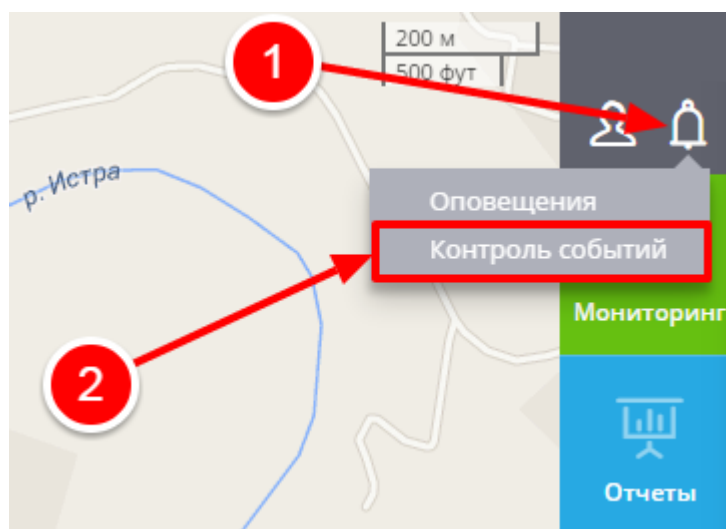 200 м
500 фут
1
р. Истра
Оповещения
Контроль событий
2
Мониторинг
Отчеты